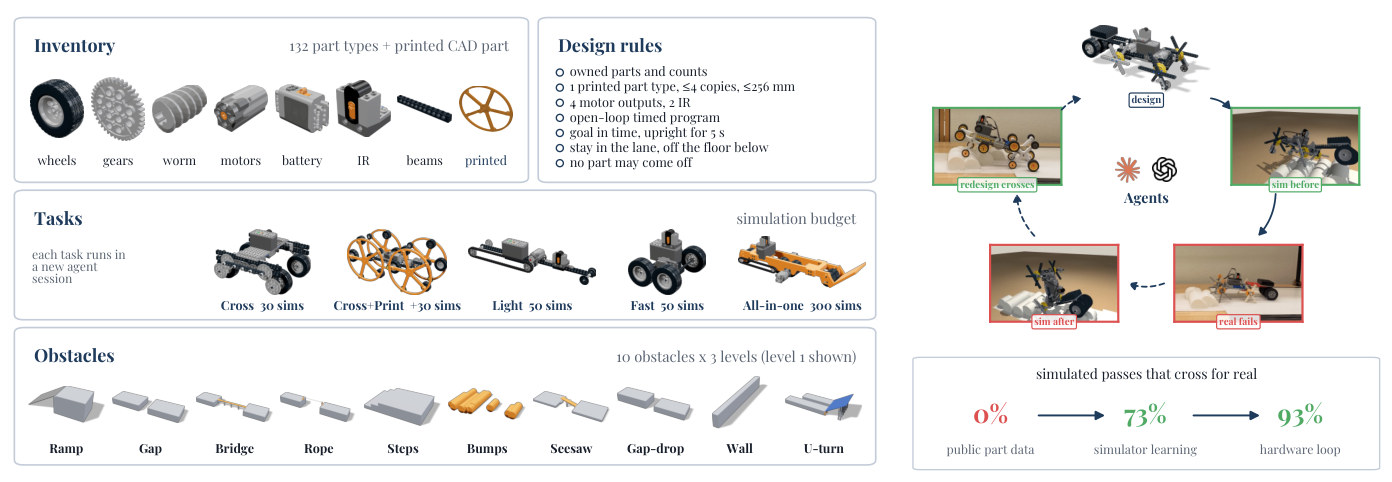 Inventory
132 part types + printed CAD part
wheels
gears
worm
motors
battery
IR
beams
printed
Design rules
owned parts and counts
1 printed part type, ≤4 copies, ≤256 mm
4 motor outputs, 2 IR
open-loop timed program
goal in time, upright for 5 s
stay in the lane, off the floor below
no part may come off
Tasks
simulation budget
each task runs in
a new agent
session
Cross 30 sims
Cross+Print +30 sims
Light 50 sims
Fast 50 sims
All-in-one 300 sims
Obstacles
10 obstacles x 3 levels (level 1 shown)
Ramp
Gap
Bridge
Rope
Steps
Bumps
Seesaw
Gap-drop
Wall
U-turn
design
redesign crosses
sim before
Agents
sim after
real fails
simulated passes that cross for real
0%
73%
93%
public part data
simulator learning
hardware loop